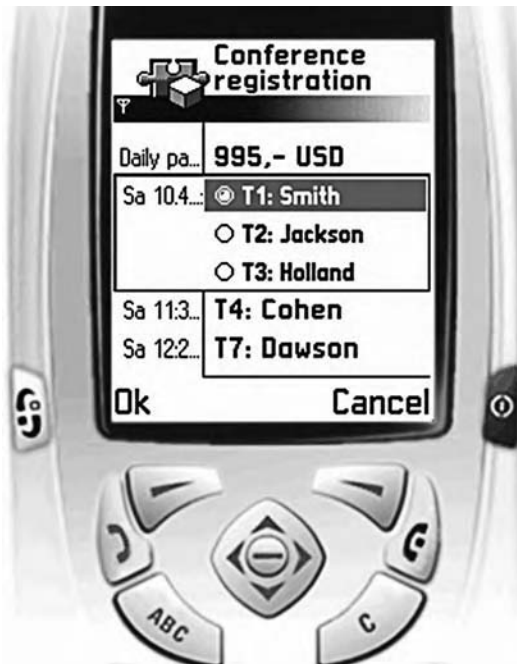 Conference
registration
Daily pa... 995,- USD
Sa 10.4...: T1: Smith
T2: Jackson
T3: Holland
Sa 11:3... T4: Cohen
Sa 12:2... T7: Dawson
Ok Cancel
ABC C